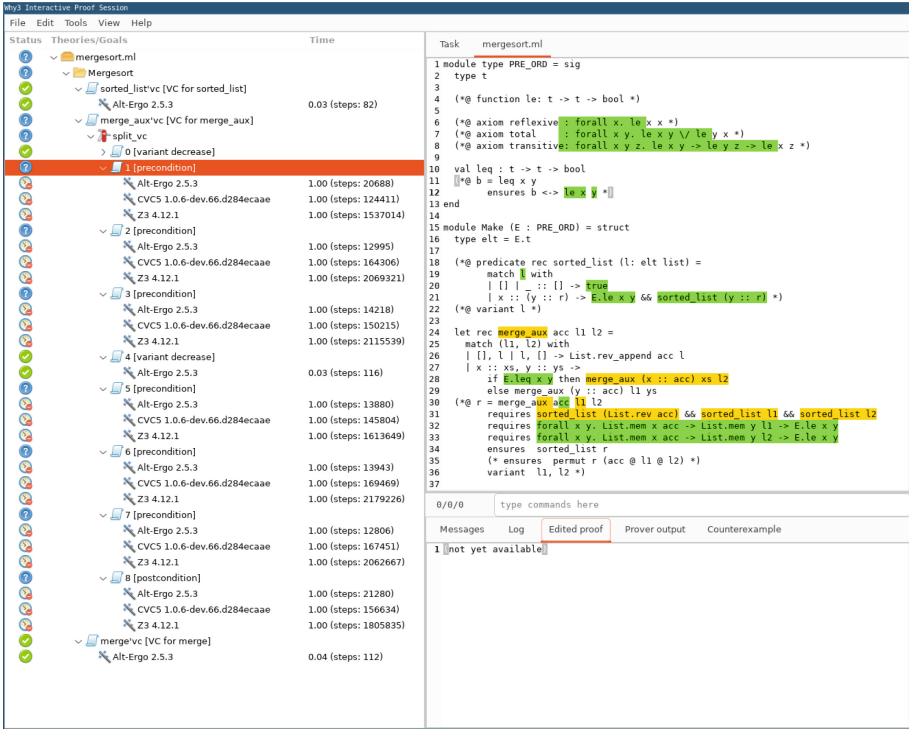 Why3 Interactive Proof Session
File Edit Tools View Help
Status Theories/Goals Time
mergesort.ml
Mergesort
sorted_list'vc [VC for sorted_list]
Alt-Ergo 2.5.3 0.03 (steps: 82)
merge_aux'vc [VC for merge_aux]
split_vc
0 [variant decrease]
1 [precondition]
Alt-Ergo 2.5.3 1.00 (steps: 20688)
CVC5 1.0.6-dev.66.d284ecaae 1.00 (steps: 124411)
Z3 4.12.1 1.00 (steps: 1537014)
2 [precondition]
Alt-Ergo 2.5.3 1.00 (steps: 12995)
CVC5 1.0.6-dev.66.d284ecaae 1.00 (steps: 164306)
Z3 4.12.1 1.00 (steps: 2069321)
3 [precondition]
Alt-Ergo 2.5.3 1.00 (steps: 14218)
CVC5 1.0.6-dev.66.d284ecaae 1.00 (steps: 150215)
Z3 4.12.1 1.00 (steps: 2115539)
4 [variant decrease]
Alt-Ergo 2.5.3 0.03 (steps: 116)
5 [precondition]
Alt-Ergo 2.5.3 1.00 (steps: 13880)
CVC5 1.0.6-dev.66.d284ecaae 1.00 (steps: 145804)
Z3 4.12.1 1.00 (steps: 1613649)
6 [precondition]
Alt-Ergo 2.5.3 1.00 (steps: 13943)
CVC5 1.0.6-dev.66.d284ecaae 1.00 (steps: 169469)
Z3 4.12.1 1.00 (steps: 2179226)
7 [precondition]
Alt-Ergo 2.5.3 1.00 (steps: 12806)
CVC5 1.0.6-dev.66.d284ecaae 1.00 (steps: 167451)
Z3 4.12.1 1.00 (steps: 2062667)
8 [postcondition]
Alt-Ergo 2.5.3 1.00 (steps: 21280)
CVC5 1.0.6-dev.66.d284ecaae 1.00 (steps: 156634)
Z3 4.12.1 1.00 (steps: 1805835)
merge'vc [VC for merge]
Alt-Ergo 2.5.3 0.04 (steps: 112)
Task mergesort.ml
1 module type PRE_ORD = sig
2 type t
3
4 (*@ function le: t -> t -> bool *)
5
6 (*@ axiom reflexive : forall x. le x x *)
7 (*@ axiom total : forall x y. le x y \/ le y x *)
8 (*@ axiom transitive: forall x y z. le x y -> le y z -> le x z *)
9
10 val leq : t -> t -> bool
11 (*@ b = leq x y
12 ensures b <-> le x y *)
13 end
14
15 module Make (E : PRE_ORD) = struct
16 type elt = E.t
17
18 (*@ predicate rec sorted_list (l: elt list) =
19 match l with
20 | [] | _ :: [] -> true
21 | x :: (y :: r) -> E.le x y && sorted_list (y :: r) *)
22 (*@ variant l *)
23
24 let rec merge_aux acc l1 l2 =
25 match (l1, l2) with
26 | [], l | l, [] -> List.rev_append acc l
27 | x :: xs, y :: ys ->
28 if E.leq x y then merge_aux (x :: acc) xs l2
29 else merge_aux (y :: acc) l1 ys
30 (*@ r = merge_aux acc l1 l2
31 requires sorted_list (List.rev acc) && sorted_list l1 && sorted_list l2
32 requires forall x y. List.mem x acc -> List.mem y l1 -> E.le x y
33 requires forall x y. List.mem x acc -> List.mem y l2 -> E.le x y
34 ensures sorted_list r
35 (* ensures permut r (acc @ l1 @ l2) *)
36 variant l1, l2 *)
37
0/0/0 type commands here
Messages Log Edited proof Prover output Counterexample
1 (not yet available)